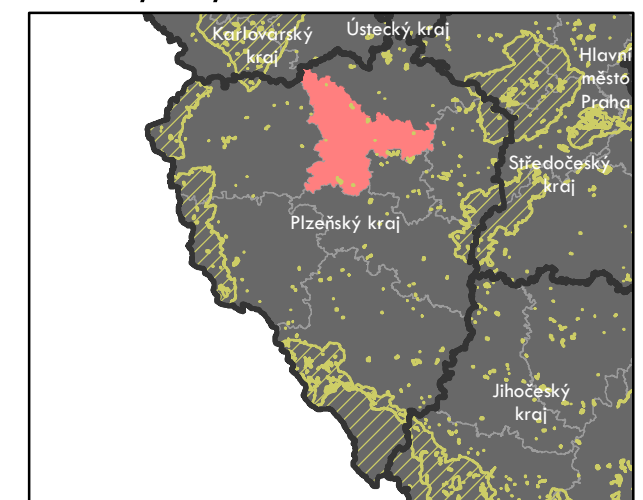 Karlovarský
kraj
Ústecký kraj
Hlavní
město
Praha
Středočeský
kraj
Plzeňský kraj
Jihočeský
kraj